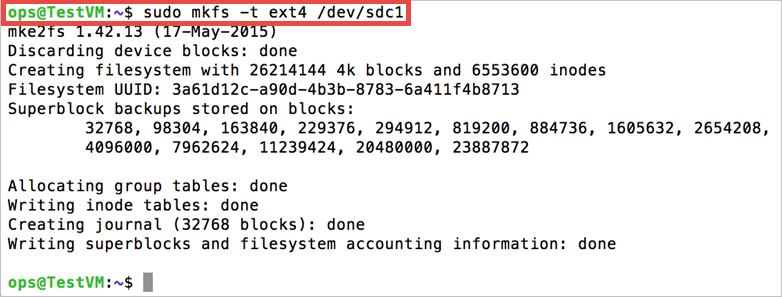 ops@TestVM:~$ sudo mkfs -t ext4 /dev/sdc1
mke2fs 1.42.13 (17-May-2015)
Discarding device blocks: done
Creating filesystem with 26214144 4k blocks and 6553600 inodes
Filesystem UUID: 3a61d12c-a90d-4b3b-8783-6a411f4b8713
Superblock backups stored on blocks:
32768, 98304, 163840, 229376, 294912, 819200, 884736, 1605632, 2654208,
4096000, 7962624, 11239424, 20480000, 23887872
Allocating group tables: done
Writing inode tables: done
Creating journal (32768 blocks): done
Writing superblocks and filesystem accounting information: done
ops@TestVM:~$